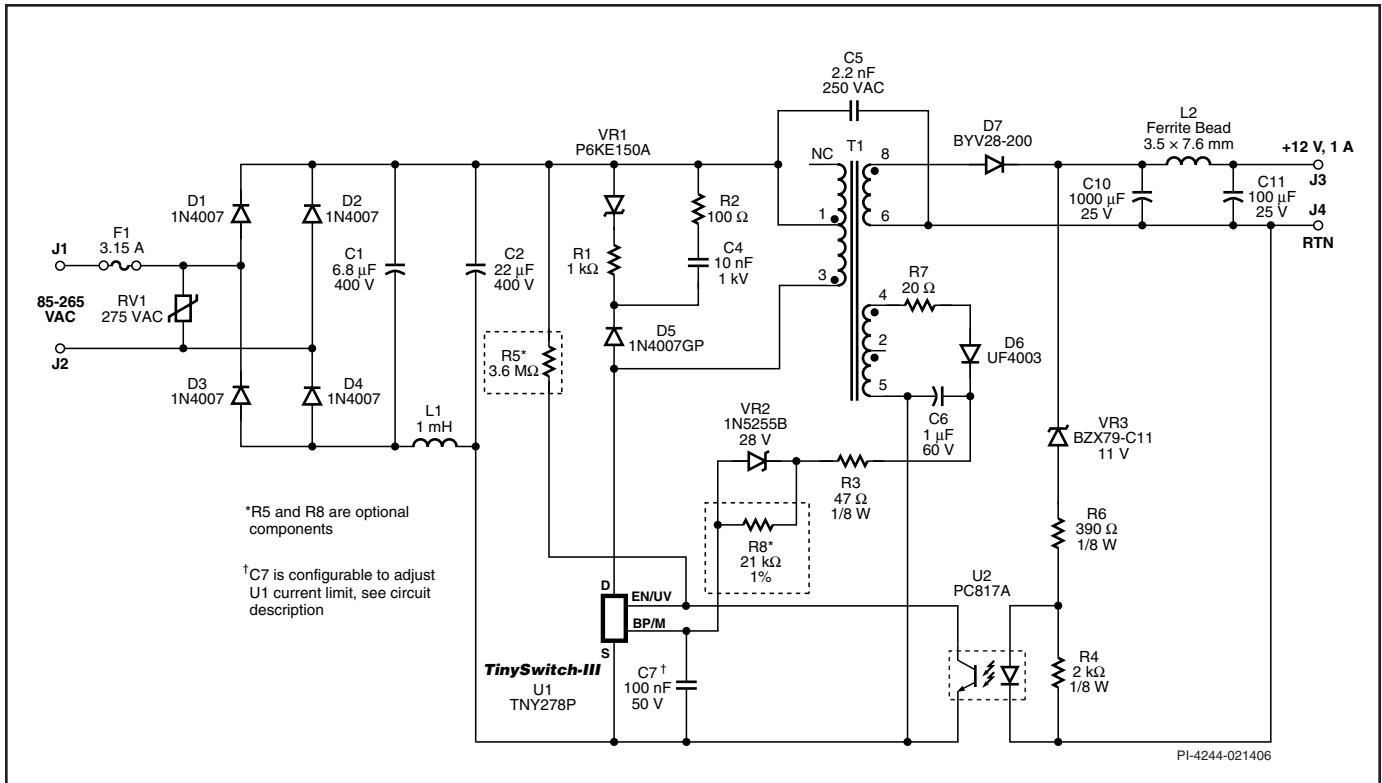 C5
2.2 nF
250 VAC
VR1
P6KE150A
NC
T1
8
D7
BYV28-200
L2
Ferrite Bead
3.5 × 7.6 mm
+12 V, 1 A
J3
D1
1N4007
D2
1N4007
R2
100 Ω
C10
1000 µF
25 V
C11
100 µF
25 V
J4
RTN
J1
F1
3.15 A
C1
6.8 µF
400 V
C2
22 µF
400 V
R1
1 kΩ
C4
10 nF
1 kV
1
6
3
R7
20 Ω
4
85-265
VAC
RV1
275 VAC
J2
D5
1N4007GP
2
D6
UF4003
R5*
3.6 MΩ
5
D3
1N4007
D4
1N4007
L1
1 mH
VR2
1N5255B
28 V
C6
1 µF
60 V
VR3
BZX79-C11
11 V
R3
47 Ω
1/8 W
*R5 and R8 are optional
components
R8*
21 kΩ
1%
R6
390 Ω
1/8 W
†C7 is configurable to adjust
U1 current limit, see circuit
description
D
EN/UV
BP/M
S
U2
PC817A
TinySwitch-III
U1
TNY278P
C7†
100 nF
50 V
R4
2 kΩ
1/8 W
PI-4244-021406